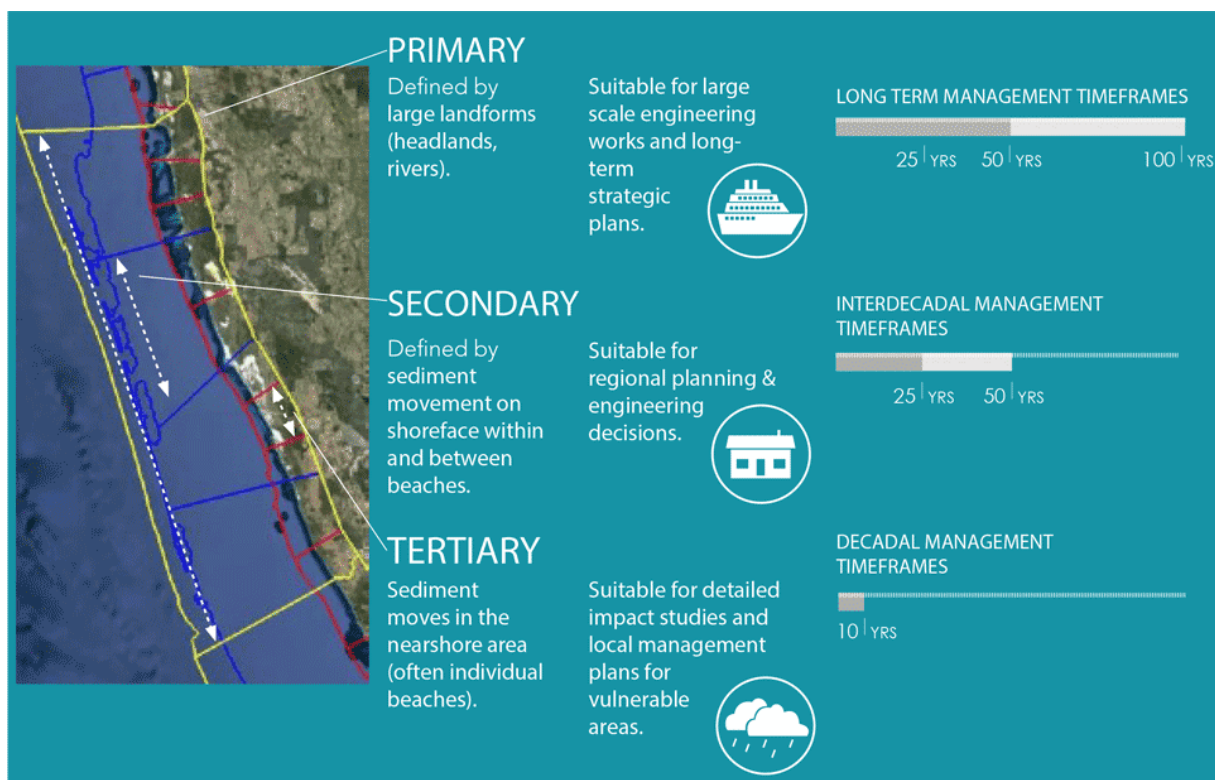 PRIMARY
Defined by
large landforms
(headlands,
rivers).
Suitable for large
scale engineering
works and long-
term
strategic
plans.
LONG TERM MANAGEMENT TIMEFRAMES
25 YRS 50 YRS 100 YRS
SECONDARY
Defined by
sediment
movement on
shoreface within
and between
beaches.
Suitable for
regional planning &
engineering
decisions.
INTERDECADAL MANAGEMENT
TIMEFRAMES
25 YRS 50 YRS
TERTIARY
Sediment
moves in the
nearshore area
(often individual
beaches).
Suitable for detailed
impact studies and
local management
plans for
vulnerable
areas.
DECADAL MANAGEMENT
TIMEFRAMES
10 YRS